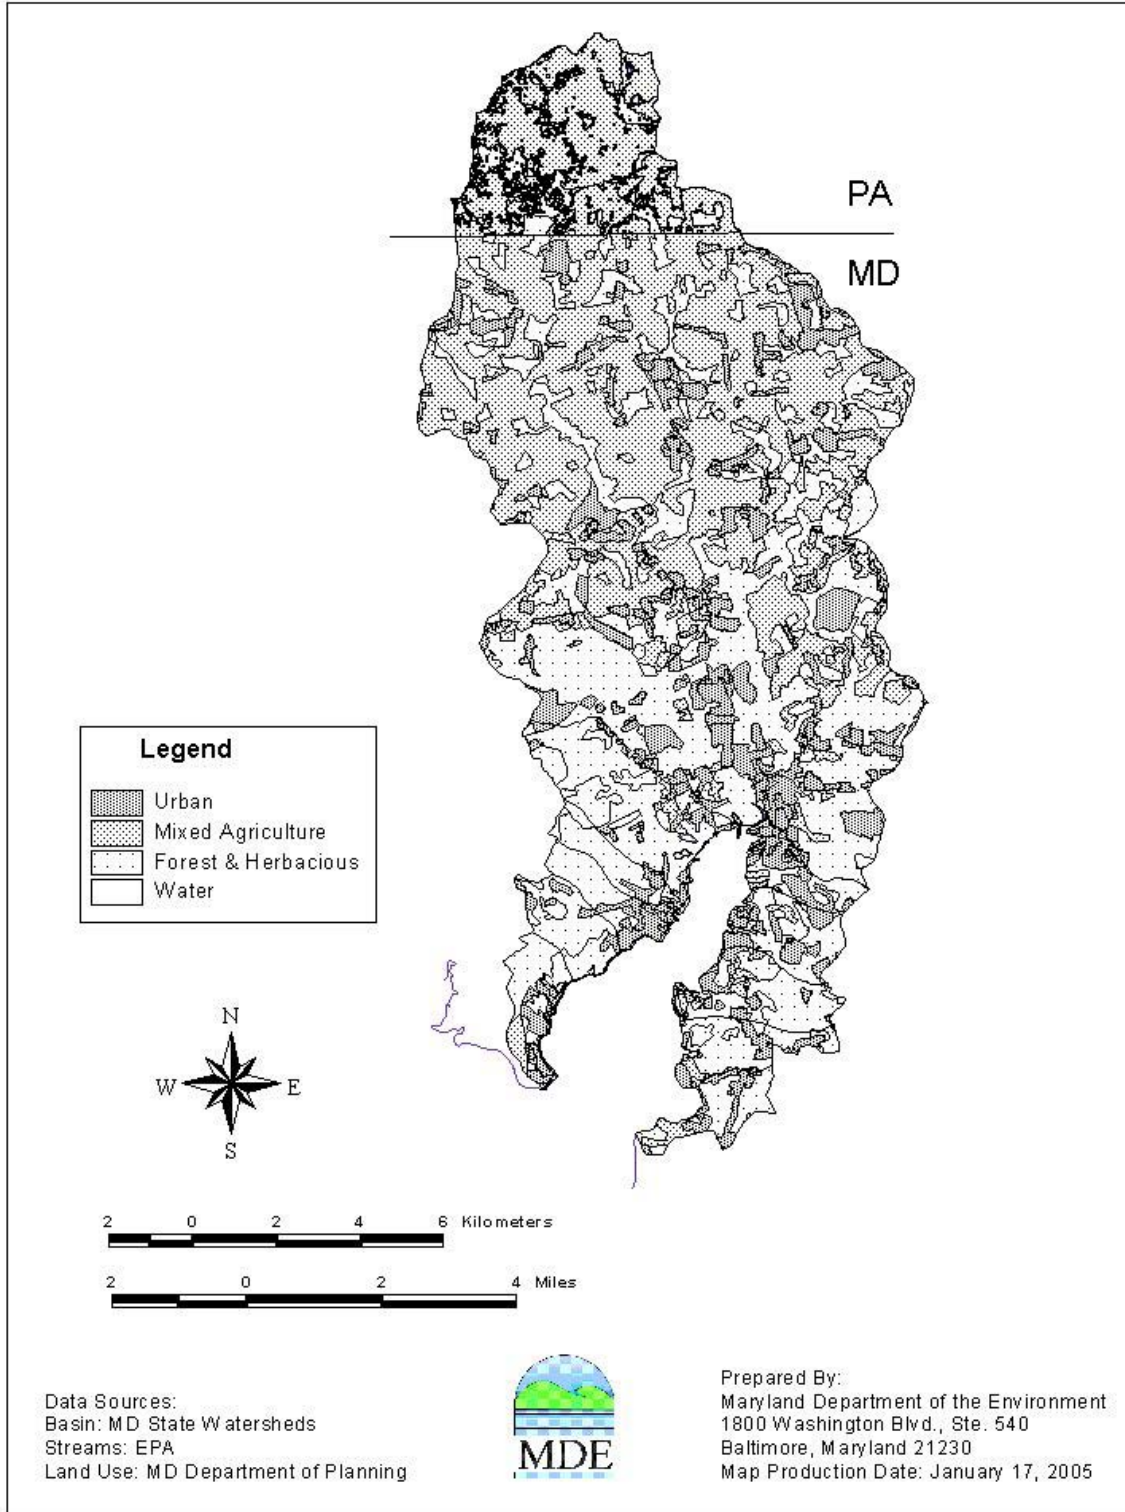 PA
MD
Legend
Urban
Mixed Agriculture
Forest & Herbacious
Water
N
W E
S
2 0 2 4 6 Kilometers
2 0 2 4 Miles
Data Sources:
Basin: MD State Watersheds
Streams: EPA
Land Use: MD Department of Planning
MDE
Prepared By:
Maryland Department of the Environment
1800 Washington Blvd., Ste. 540
Baltimore, Maryland 21230
Map Production Date: January 17, 2005